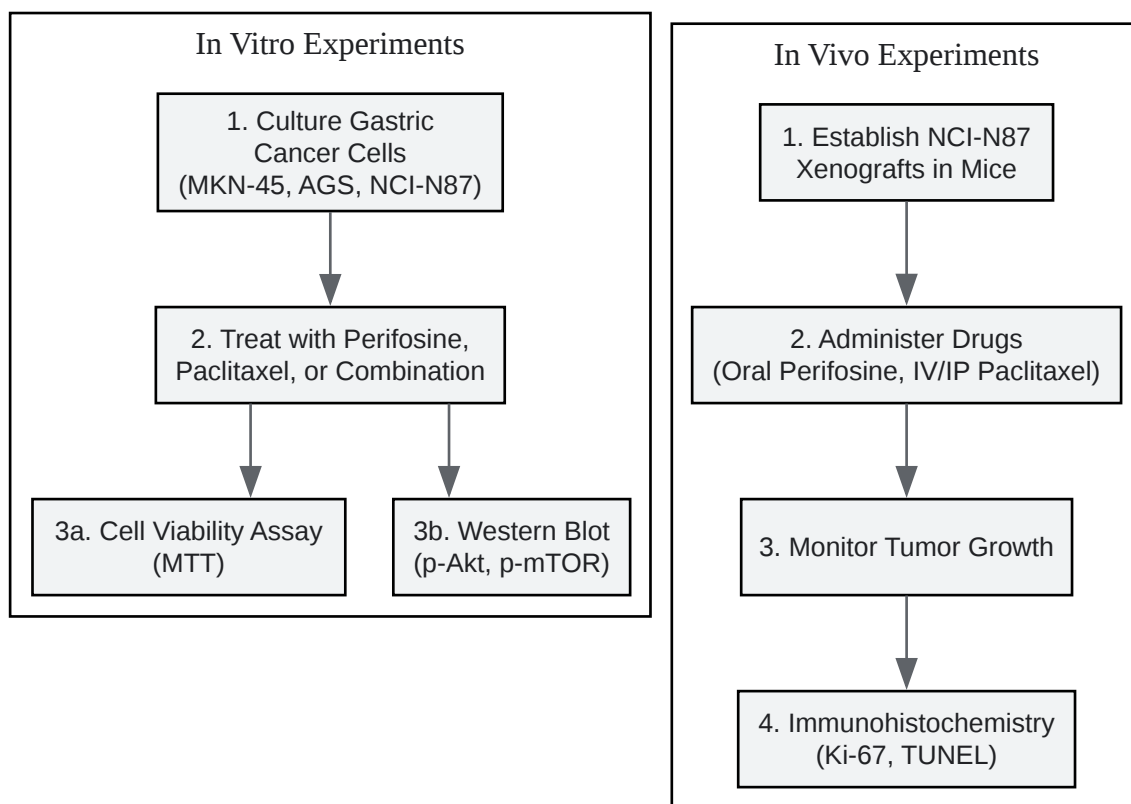 In Vitro Experiments
1. Culture Gastric
Cancer Cells
(MKN-45, AGS, NCI-N87)
2. Treat with Perifosine,
Paclitaxel, or Combination
3a. Cell Viability Assay
(MTT)
3b. Western Blot
(p-Akt, p-mTOR)
In Vivo Experiments
1. Establish NCI-N87
Xenografts in Mice
2. Administer Drugs
(Oral Perifosine, IV/IP Paclitaxel)
3. Monitor Tumor Growth
4. Immunohistochemistry
(Ki-67, TUNEL)